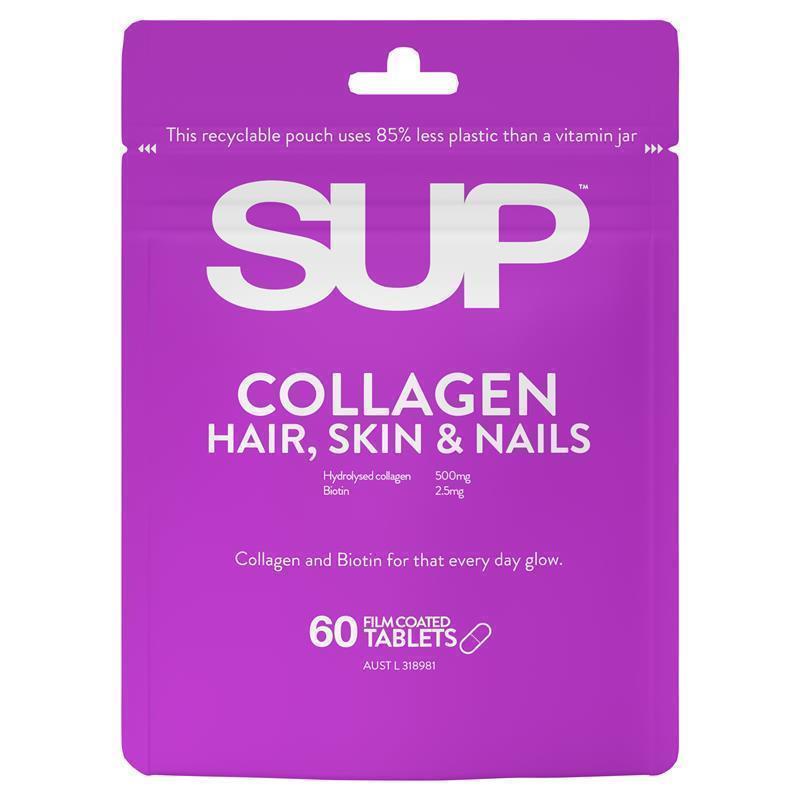 This recyclable pouch uses 85% less plastic than a vitamin jar
SUP™
COLLAGEN
HAIR, SKIN & NAILS
Hydrolysed collagen 500mg
Biotin 2.5mg
Collagen and Biotin for that every day glow.
60 FILM COATED TABLETS
AUST L 318981